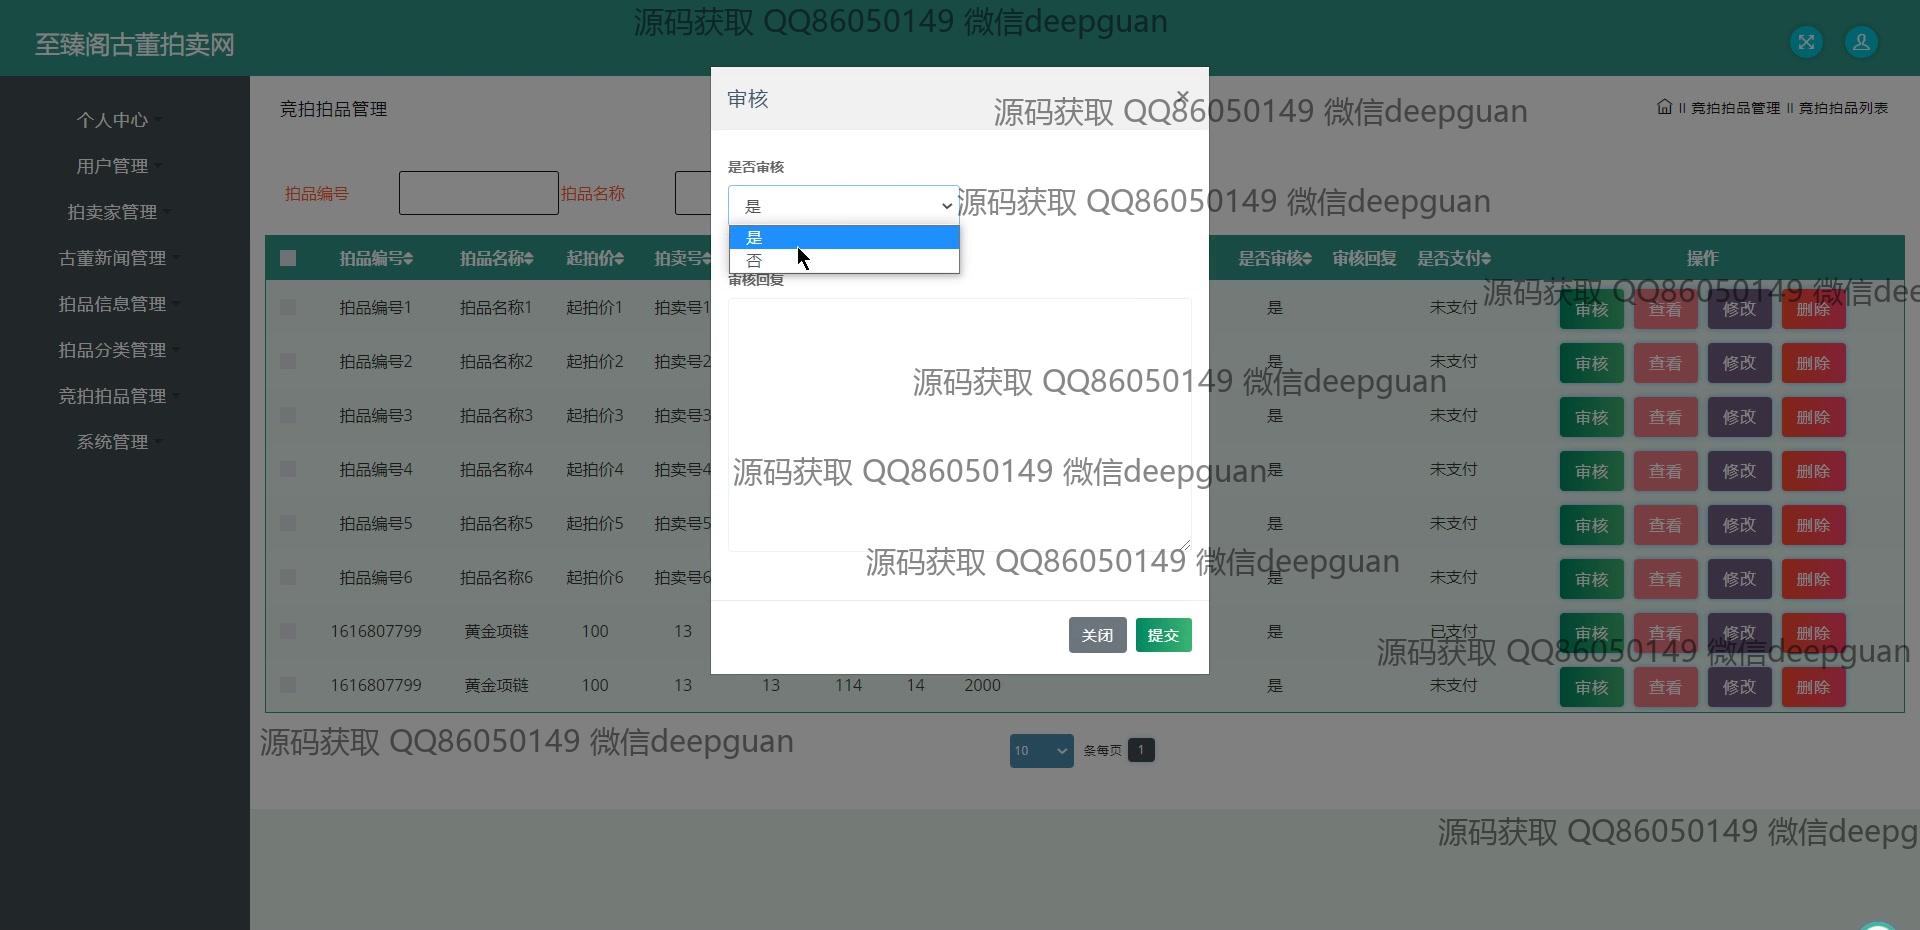 源码获取 QQ86050149 微信deepguan
至臻阁古董拍卖网
审核
×
竞拍拍品管理
源码获取 QQ86050149 微信deepguan
II 竞拍拍品管理 II 竞拍拍品列表
个人中心
用户管理
拍卖家管理
古董新闻管理
拍品信息管理
拍品分类管理
竞拍拍品管理
系统管理
是否审核
拍品编号 拍品名称
是
源码获取 QQ86050149 微信deepguan
是
否
审核回复
拍品编号 拍品名称 起拍价 拍卖号 是否审核 审核回复 是否支付 操作
源码获取 QQ86050149 微信dee
拍品编号1 拍品名称1 起拍价1 拍卖号1 是 未支付 审核 查看 修改 删除
拍品编号2 拍品名称2 起拍价2 拍卖号2 是 未支付 审核 查看 修改 删除
源码获取 QQ86050149 微信deepguan
拍品编号3 拍品名称3 起拍价3 拍卖号3 是 未支付 审核 查看 修改 删除
拍品编号4 拍品名称4 起拍价4 拍卖号4 是 未支付 审核 查看 修改 删除
源码获取 QQ86050149 微信deepguan
拍品编号5 拍品名称5 起拍价5 拍卖号5 是 未支付 审核 查看 修改 删除
源码获取 QQ86050149 微信deepguan
拍品编号6 拍品名称6 起拍价6 拍卖号6 是 未支付 审核 查看 修改 删除
1616807799 黄金项链 100 13 是 已支付 审核 查看 修改 删除
关闭 提交
源码获取 QQ86050149 微信deepguan
1616807799 黄金项链 100 13 13 114 14 2000 是 未支付 审核 查看 修改 删除
源码获取 QQ86050149 微信deepguan
10 条每页 1
源码获取 QQ86050149 微信deepg